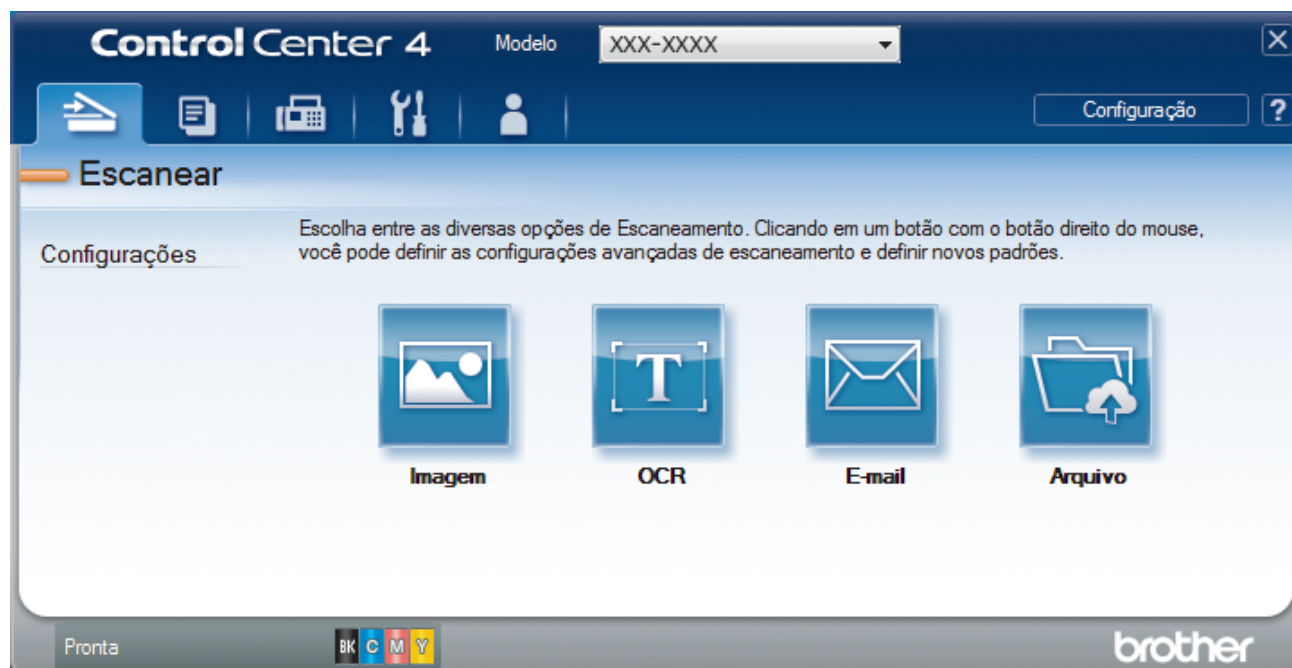 Control Center 4 Modelo XXX-XXXX
Configuração ?
Escanear
Configurações
Escolha entre as diversas opções de Escaneamento. Clicando em um botão com o botão direito do mouse,
você pode definir as configurações avançadas de escaneamento e definir novos padrões.
T
Imagem OCR E-mail Arquivo
Pronta BK C M Y brother